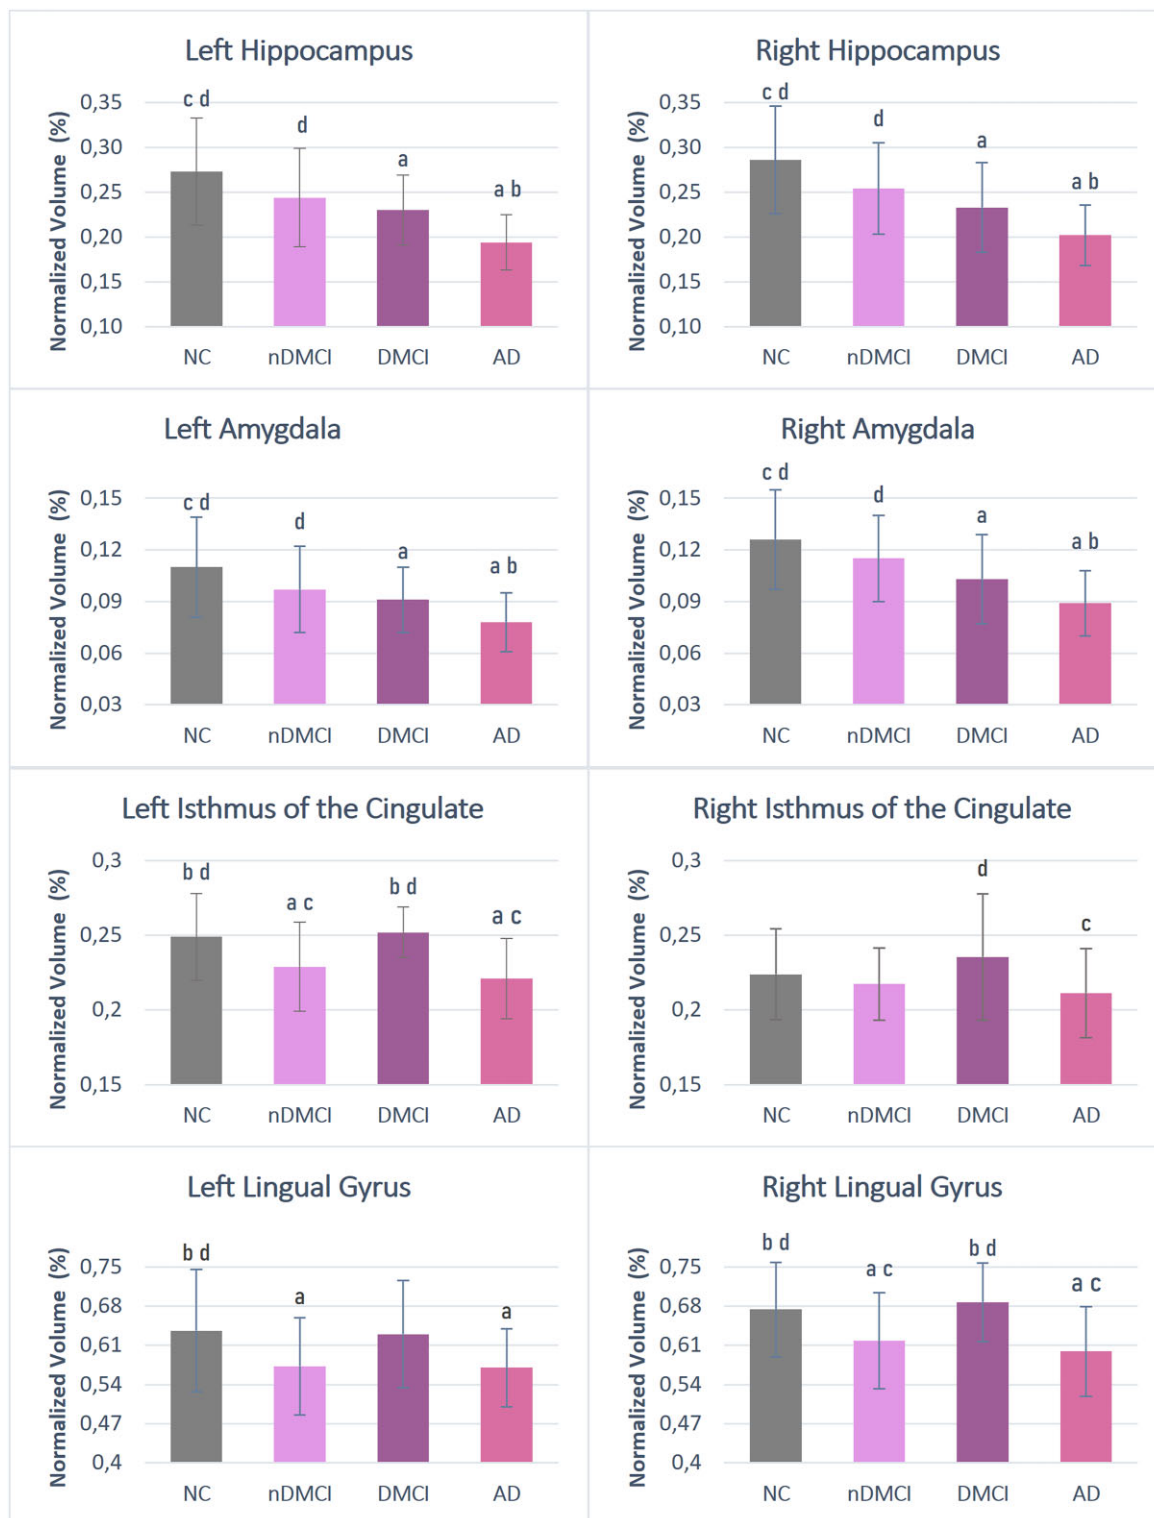 Left Hippocampus
Normalized Volume (%)
0,35
0,30
0,25
0,20
0,15
0,10
c d
d
a
a b
NC nDMCI DMCI AD
Right Hippocampus
Normalized Volume (%)
0,35
0,30
0,25
0,20
0,15
0,10
c d
d
a
a b
NC nDMCI DMCI AD
Left Amygdala
Normalized Volume (%)
0,15
0,12
0,09
0,06
0,03
c d
d
a
a b
NC nDMCI DMCI AD
Right Amygdala
Normalized Volume (%)
0,15
0,12
0,09
0,06
0,03
c d
d
a
a b
NC nDMCI DMCI AD
Left Isthmus of the Cingulate
Normalized Volume (%)
0,3
0,25
0,2
0,15
b d
a c
b d
a c
NC nDMCI DMCI AD
Right Isthmus of the Cingulate
Normalized Volume (%)
0,3
0,25
0,2
0,15
d
c
NC nDMCI DMCI AD
Left Lingual Gyrus
Normalized Volume (%)
0,75
0,68
0,61
0,54
0,47
0,4
b d
a
a
NC nDMCI DMCI AD
Right Lingual Gyrus
Normalized Volume (%)
0,75
0,68
0,61
0,54
0,47
0,4
b d
a c
b d
a c
NC nDMCI DMCI AD